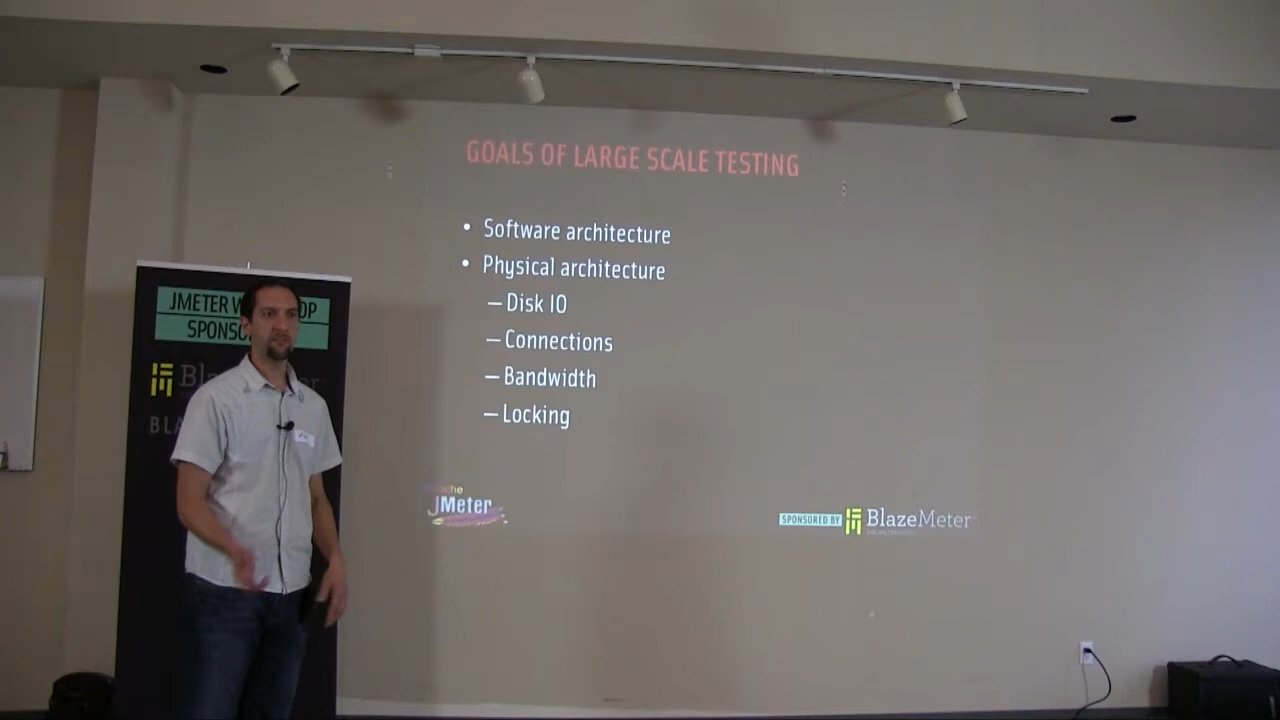 GOALS OF LARGE SCALE TESTING
• Software architecture
• Physical architecture
– Disk IO
– Connections
– Bandwidth
– Locking
JMeter
SPONSORED BY BlazeMeter
JMETER